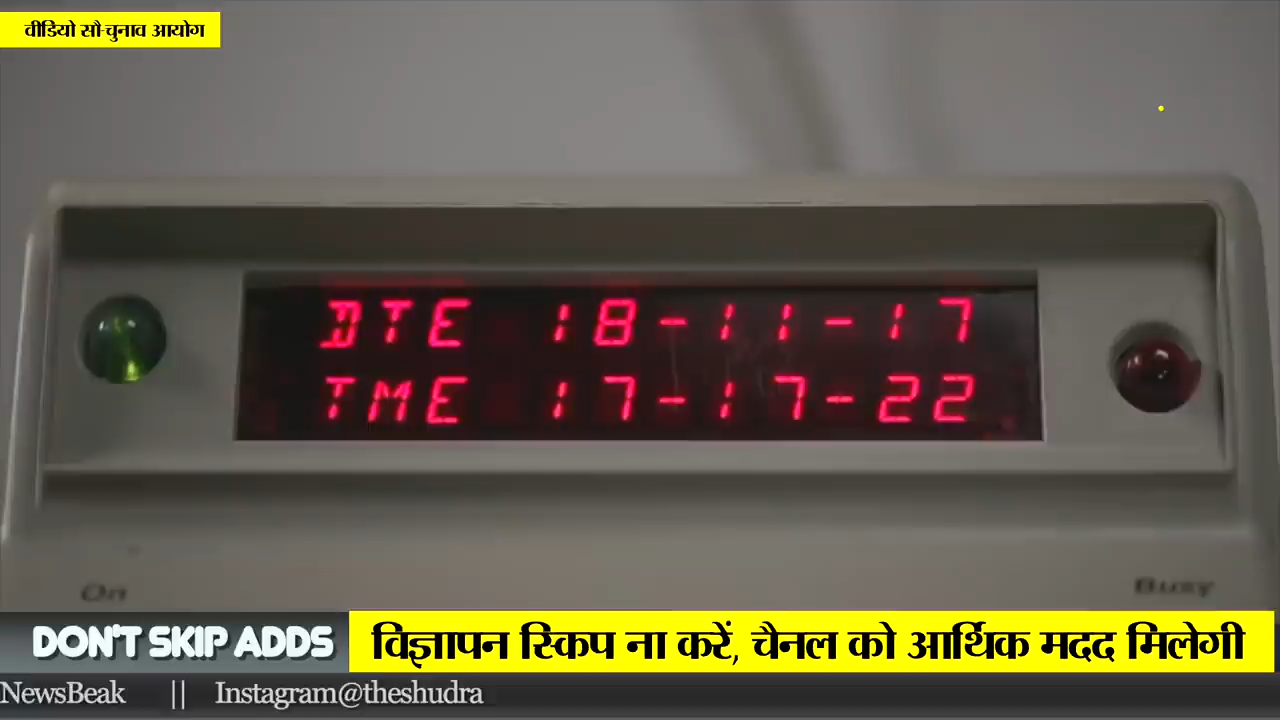 वीडियो सौ-चुनाव आयोग
DTE 18-11-17
TME 17-17-22
On
Busy
DON'T SKIP ADDS
विज्ञापन स्किप ना करें, चैनल को आर्थिक मदद मिलेगी
NewsBeak || Instagram@theshudra